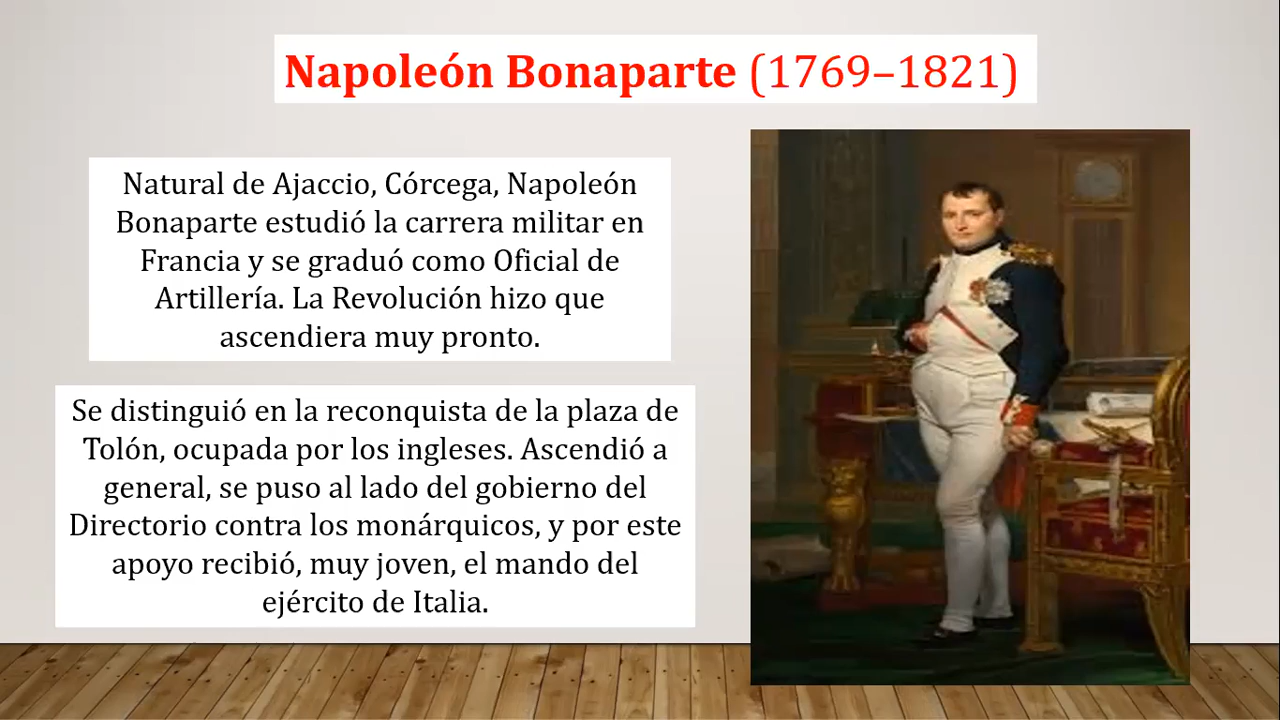 Napoleón Bonaparte (1769–1821)
Natural de Ajaccio, Córcega, Napoleón
Bonaparte estudió la carrera militar en
Francia y se graduó como Oficial de
Artillería. La Revolución hizo que
ascendiera muy pronto.
Se distinguió en la reconquista de la plaza de
Tolón, ocupada por los ingleses. Ascendió a
general, se puso al lado del gobierno del
Directorio contra los monárquicos, y por este
apoyo recibió, muy joven, el mando del
ejército de Italia.